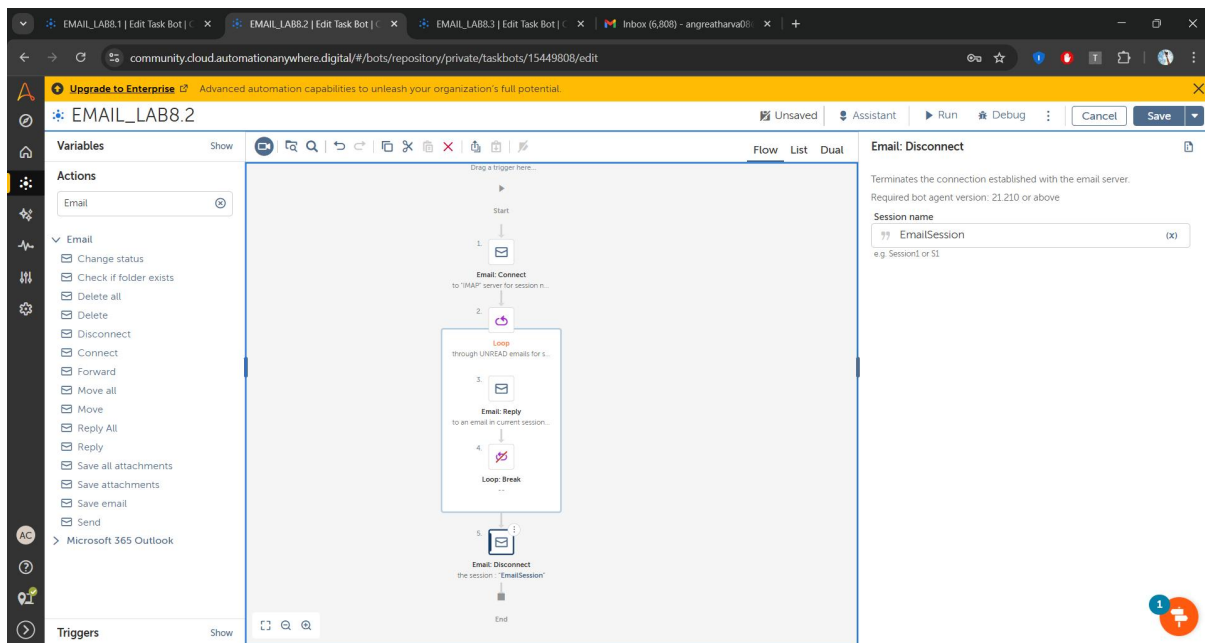 EMAIL_LAB8.1 | Edit Task Bot | C
EMAIL_LAB8.2 | Edit Task Bot | C
EMAIL_LAB8.3 | Edit Task Bot | C
Inbox (6,808) - angreatharva08
community.cloud.automationanywhere.digital/#/bots/repository/private/taskbots/15449808/edit
Upgrade to Enterprise Advanced automation capabilities to unleash your organization's full potential.
EMAIL_LAB8.2
Unsaved
Assistant
Run
Debug
Cancel
Save
Variables
Show
Actions
Email
Email
Change status
Check if folder exists
Delete all
Delete
Disconnect
Connect
Forward
Move all
Move
Reply All
Reply
Save all attachments
Save attachments
Save email
Send
Microsoft 365 Outlook
Triggers
Show
AC
Flow
List
Dual
Drag a trigger here...
Start
1.
Email: Connect
to "IMAP" server for session n...
2.
Loop
through UNREAD emails for s...
3.
Email: Reply
to an email in current session...
4.
Loop: Break
...
5.
Email: Disconnect
the session : "EmailSession"
End
Email: Disconnect
Terminates the connection established with the email server.
Required bot agent version: 21.210 or above
Session name
EmailSession
(x)
e.g. Session1 or S1
1